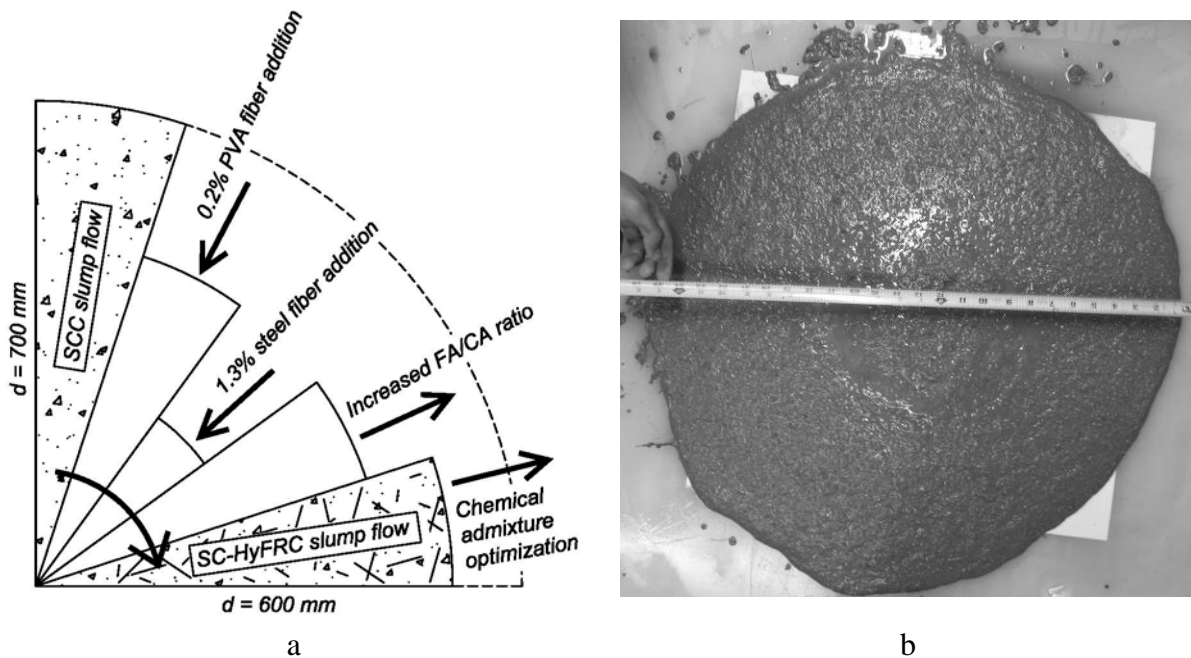 0.2% PVA fiber addition
SCC slump flow
d = 700 mm
1.3% steel fiber addition
Increased FA/CA ratio
Chemical
admixture
optimization
SC-HyFRC slump flow
d = 600 mm
a
b